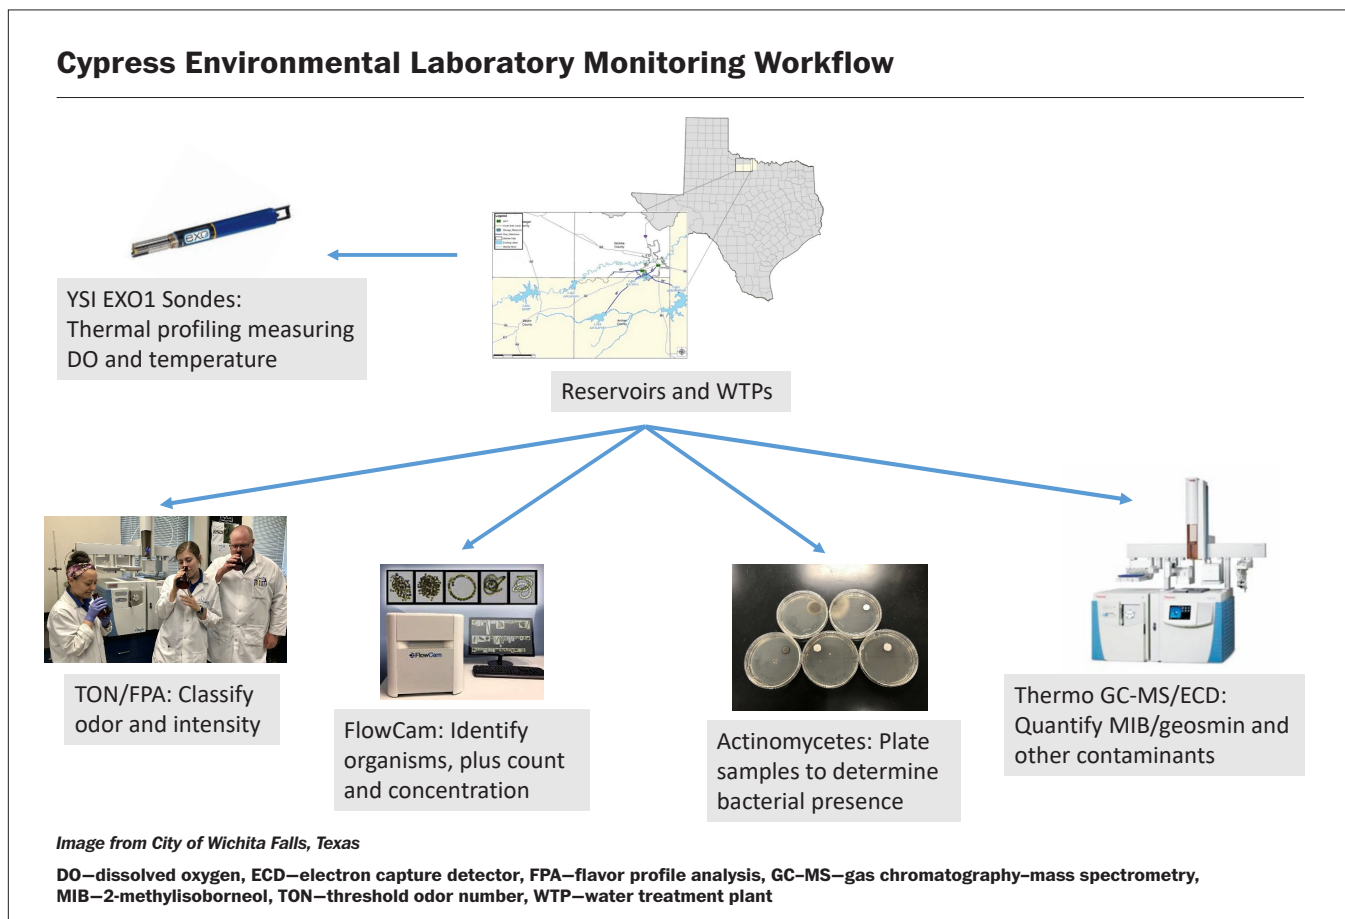 Cypress Environmental Laboratory Monitoring Workflow
exo
YSI EXO1 Sondes:
Thermal profiling measuring
DO and temperature
Legend
Reservoirs and WTPs
TON/FPA: Classify
odor and intensity
FlowCam
FlowCam: Identify
organisms, plus count
and concentration
Actinomycetes: Plate
samples to determine
bacterial presence
Thermo GC-MS/ECD:
Quantify MIB/geosmin and
other contaminants
Image from City of Wichita Falls, Texas
DO—dissolved oxygen, ECD—electron capture detector, FPA—flavor profile analysis, GC–MS—gas chromatography–mass spectrometry,
MIB—2-methylisoborneol, TON—threshold odor number, WTP—water treatment plant